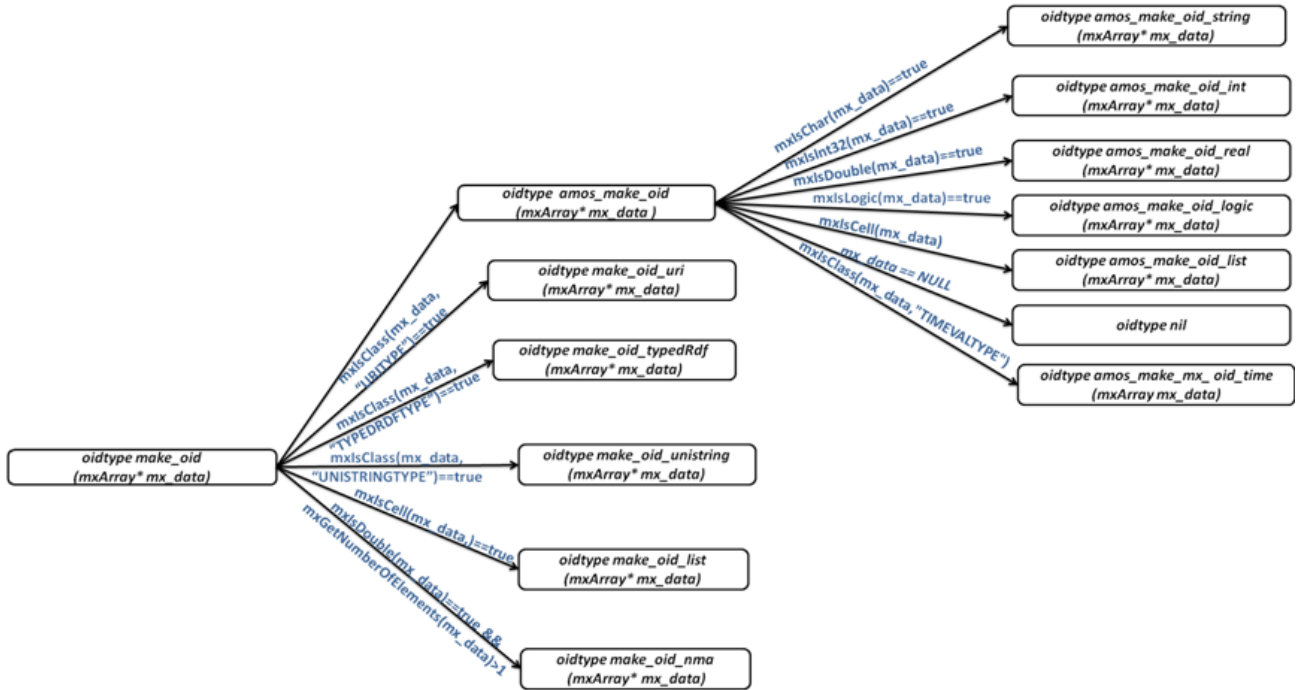 oidtype amos_make_oid_string
(mxArray* mx_data)
mxIsChar(mx_data)==true
oidtype amos_make_oid_int
(mxArray* mx_data)
mxIsInt32(mx_data)==true
oidtype amos_make_oid_real
(mxArray* mx_data)
mxIsDouble(mx_data)==true
oidtype amos_make_oid
(mxArray* mx_data )
mxIsLogic(mx_data)==true
oidtype amos_make_oid_logic
(mxArray* mx_data)
mxIsCell(mx_data)
oidtype amos_make_oid_list
(mxArray* mx_data)
mx_data == NULL
oidtype nil
mxIsClass(mx_data, "TIMEVALTYPE")
oidtype amos_make_mx_ oid_time
(mxArray mx_data)
oidtype make_oid_uri
(mxArray* mx_data)
mxIsClass(mx_data,
"URITYPE")==true
oidtype make_oid_typedRdf
(mxArray* mx_data)
mxIsClass(mx_data,
"TYPEDRDFTYPE")==true
oidtype make_oid
(mxArray* mx_data)
mxIsClass(mx_data,
"UNISTRINGTYPE")==true
oidtype make_oid_unistring
(mxArray* mx_data)
mxIsCell(mx_data,)==true
oidtype make_oid_list
(mxArray* mx_data)
mxIsDouble(mx_data)==true &&
mxGetNumberOfElements(mx_data)>1
oidtype make_oid_nma
(mxArray* mx_data)